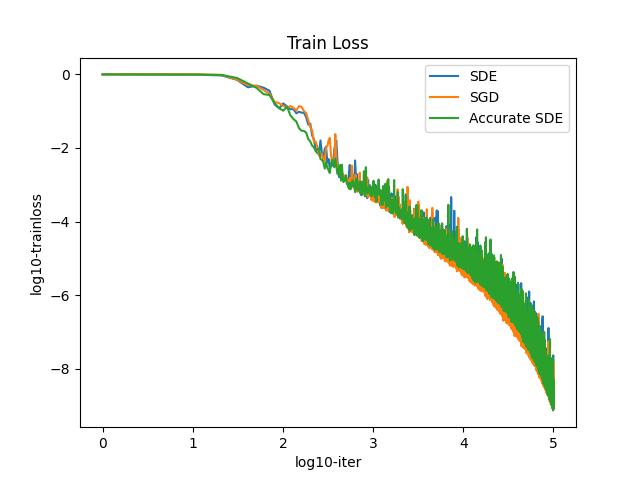 Train Loss
SDE
SGD
Accurate SDE
log10-trainloss
0
−2
−4
−6
−8
0 1 2 3 4 5
log10-iter